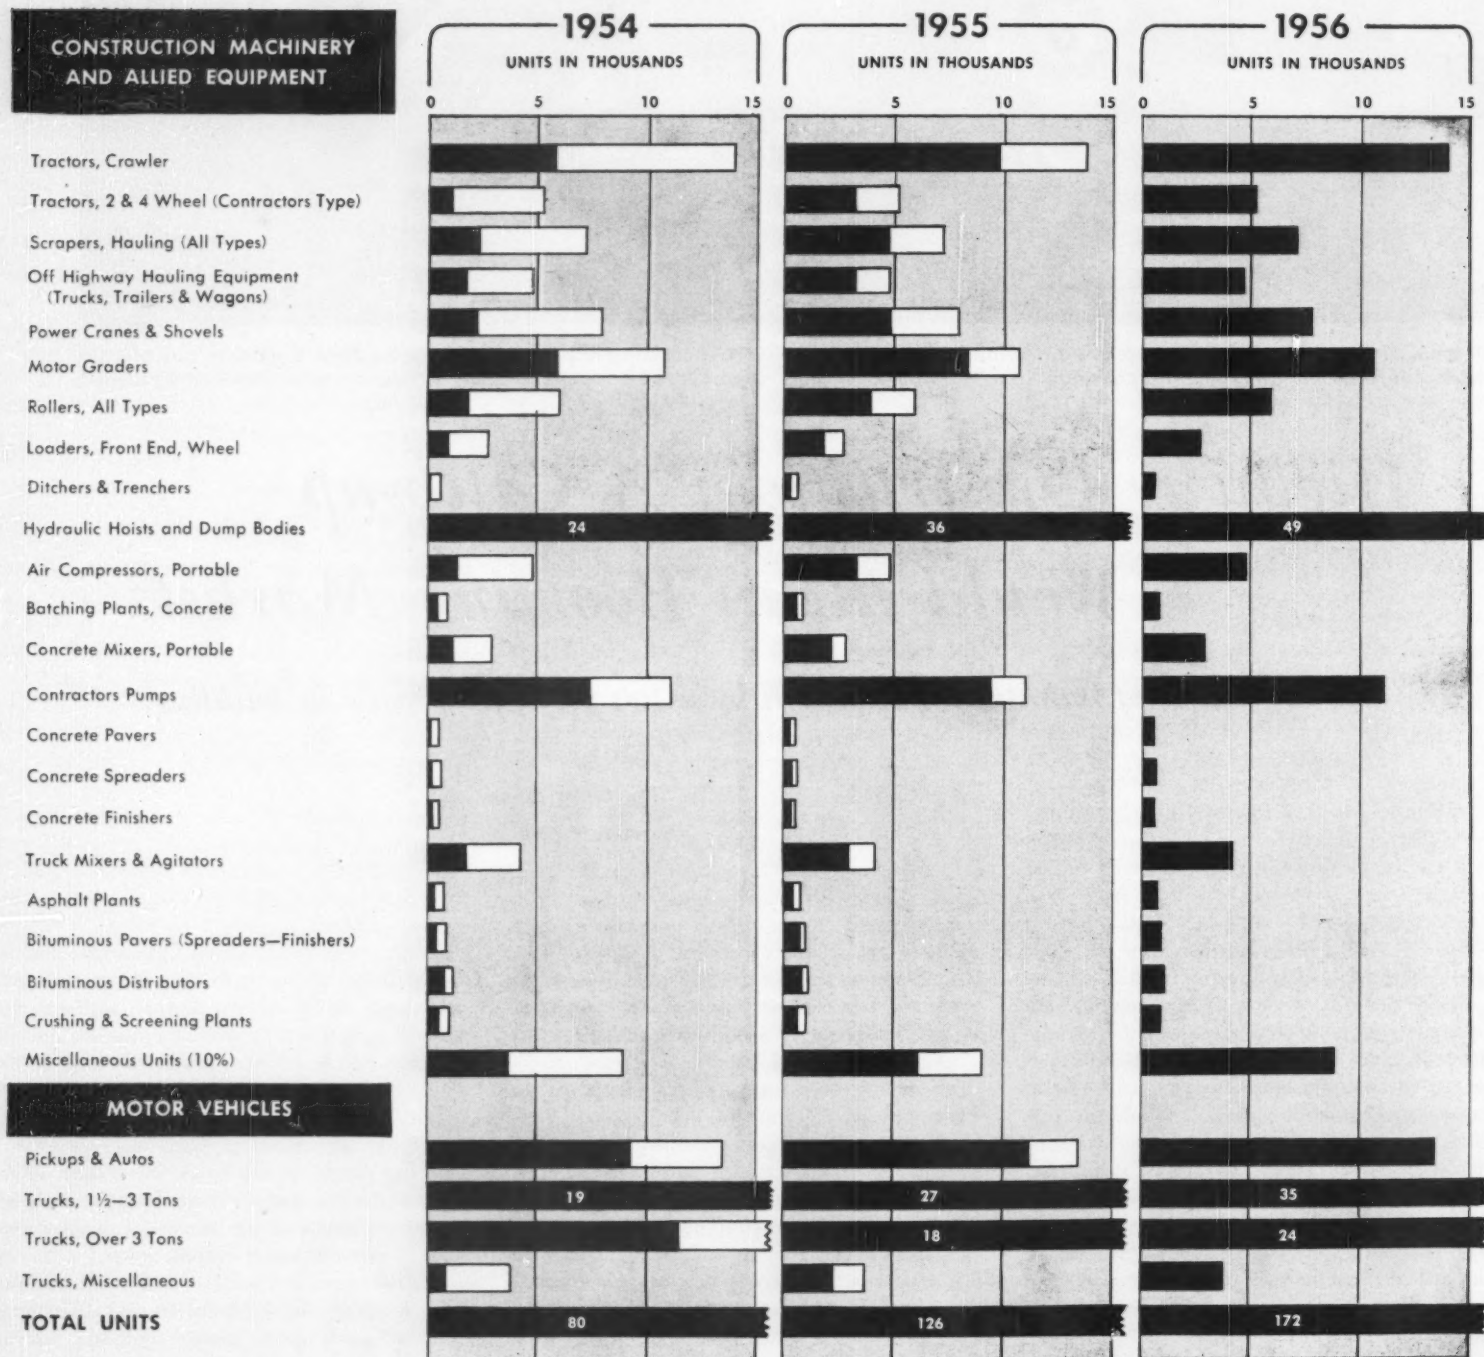 CONSTRUCTION MACHINERY
AND ALLIED EQUIPMENT
1954
UNITS IN THOUSANDS
0 5 10 15
1955
UNITS IN THOUSANDS
0 5 10 15
1956
UNITS IN THOUSANDS
0 5 10 15
Tractors, Crawler
Tractors, 2 & 4 Wheel (Contractors Type)
Scrapers, Hauling (All Types)
Off Highway Hauling Equipment
(Trucks, Trailers & Wagons)
Power Cranes & Shovels
Motor Graders
Rollers, All Types
Loaders, Front End, Wheel
Ditchers & Trenchers
Hydraulic Hoists and Dump Bodies 24 36 49
Air Compressors, Portable
Batching Plants, Concrete
Concrete Mixers, Portable
Contractors Pumps
Concrete Pavers
Concrete Spreaders
Concrete Finishers
Truck Mixers & Agitators
Asphalt Plants
Bituminous Pavers (Spreaders—Finishers)
Bituminous Distributors
Crushing & Screening Plants
Miscellaneous Units (10%)
MOTOR VEHICLES
Pickups & Autos
Trucks, 1½—3 Tons 19 27 35
Trucks, Over 3 Tons 18 24
Trucks, Miscellaneous
TOTAL UNITS 80 126 172